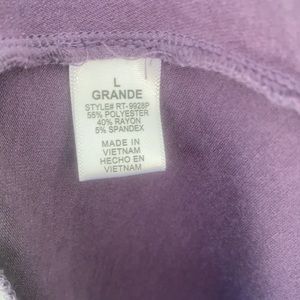 L
GRANDE
STYLE# RT-9928P
55% POLYESTER
40% RAYON
5% SPANDEX
MADE IN
VIETNAM
HECHO EN
VIETNAM